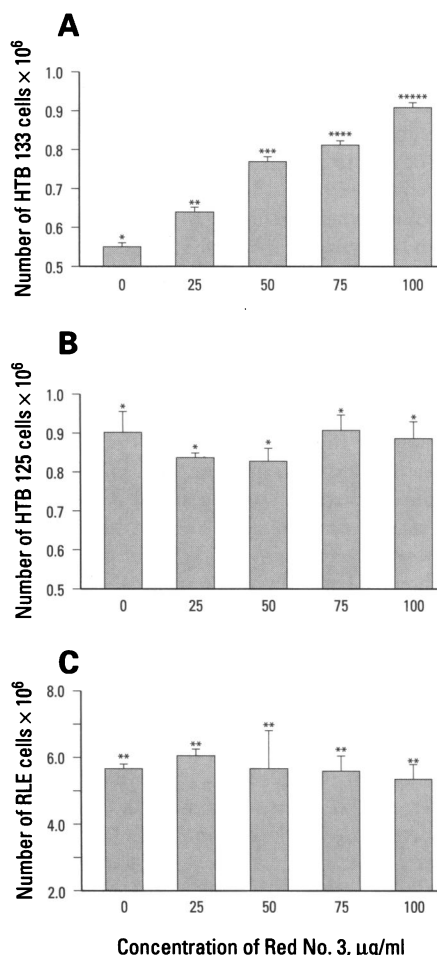 A
Number of HTB 133 cells × 10⁶
1.0
0.9
0.8
0.7
0.6
0.5
* ** *** **** *****
0 25 50 75 100
B
Number of HTB 125 cells × 10⁶
1.0
0.9
0.8
0.7
0.6
0.5
* * * * *
0 25 50 75 100
C
Number of RLE cells × 10⁶
8.0
6.0
4.0
2.0
** ** ** ** **
0 25 50 75 100
Concentration of Red No. 3, μg/ml